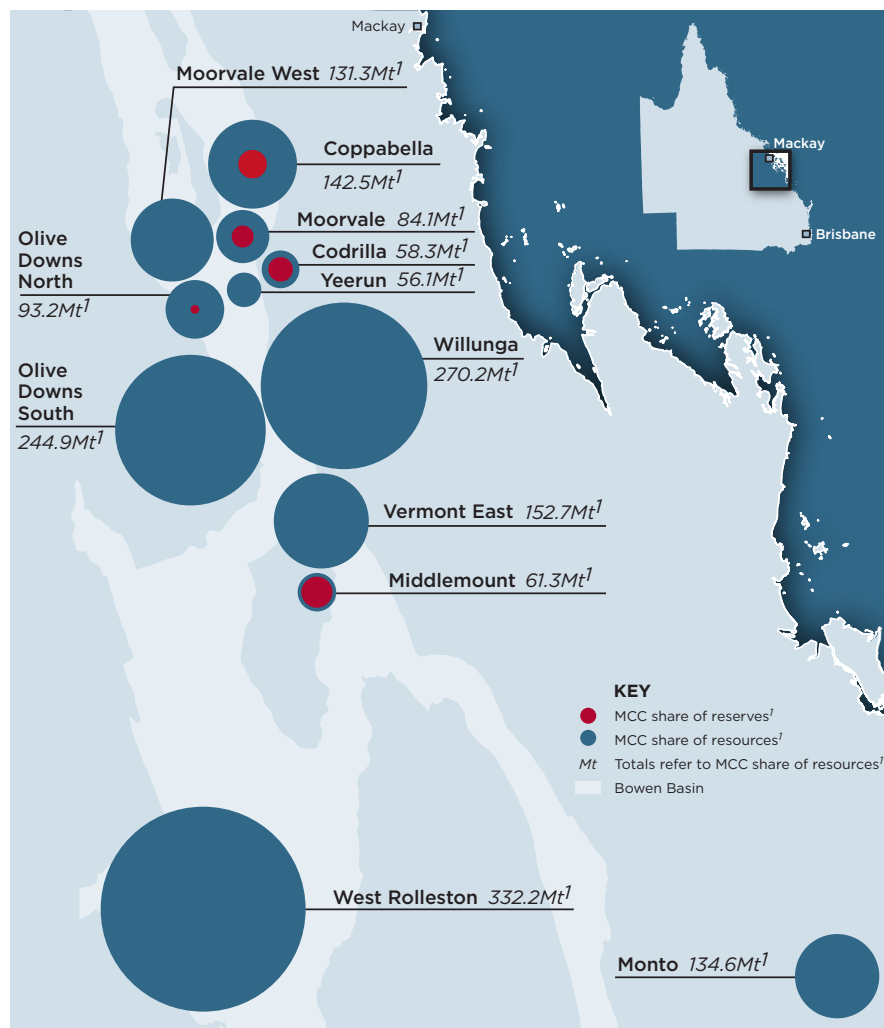 Mackay
Moorvale West 131.3Mt¹
Coppabella
142.5Mt¹
Mackay
Brisbane
Moorvale 84.1Mt¹
Codrilla 58.3Mt¹
Yeerun 56.1Mt¹
Olive
Downs
North
93.2Mt¹
Willunga
270.2Mt¹
Olive
Downs
South
244.9Mt¹
Vermont East 152.7Mt¹
Middlemount 61.3Mt¹
KEY
MCC share of reserves¹
MCC share of resources¹
Mt Totals refer to MCC share of resources¹
Bowen Basin
West Rolleston 332.2Mt¹
Monto 134.6Mt¹